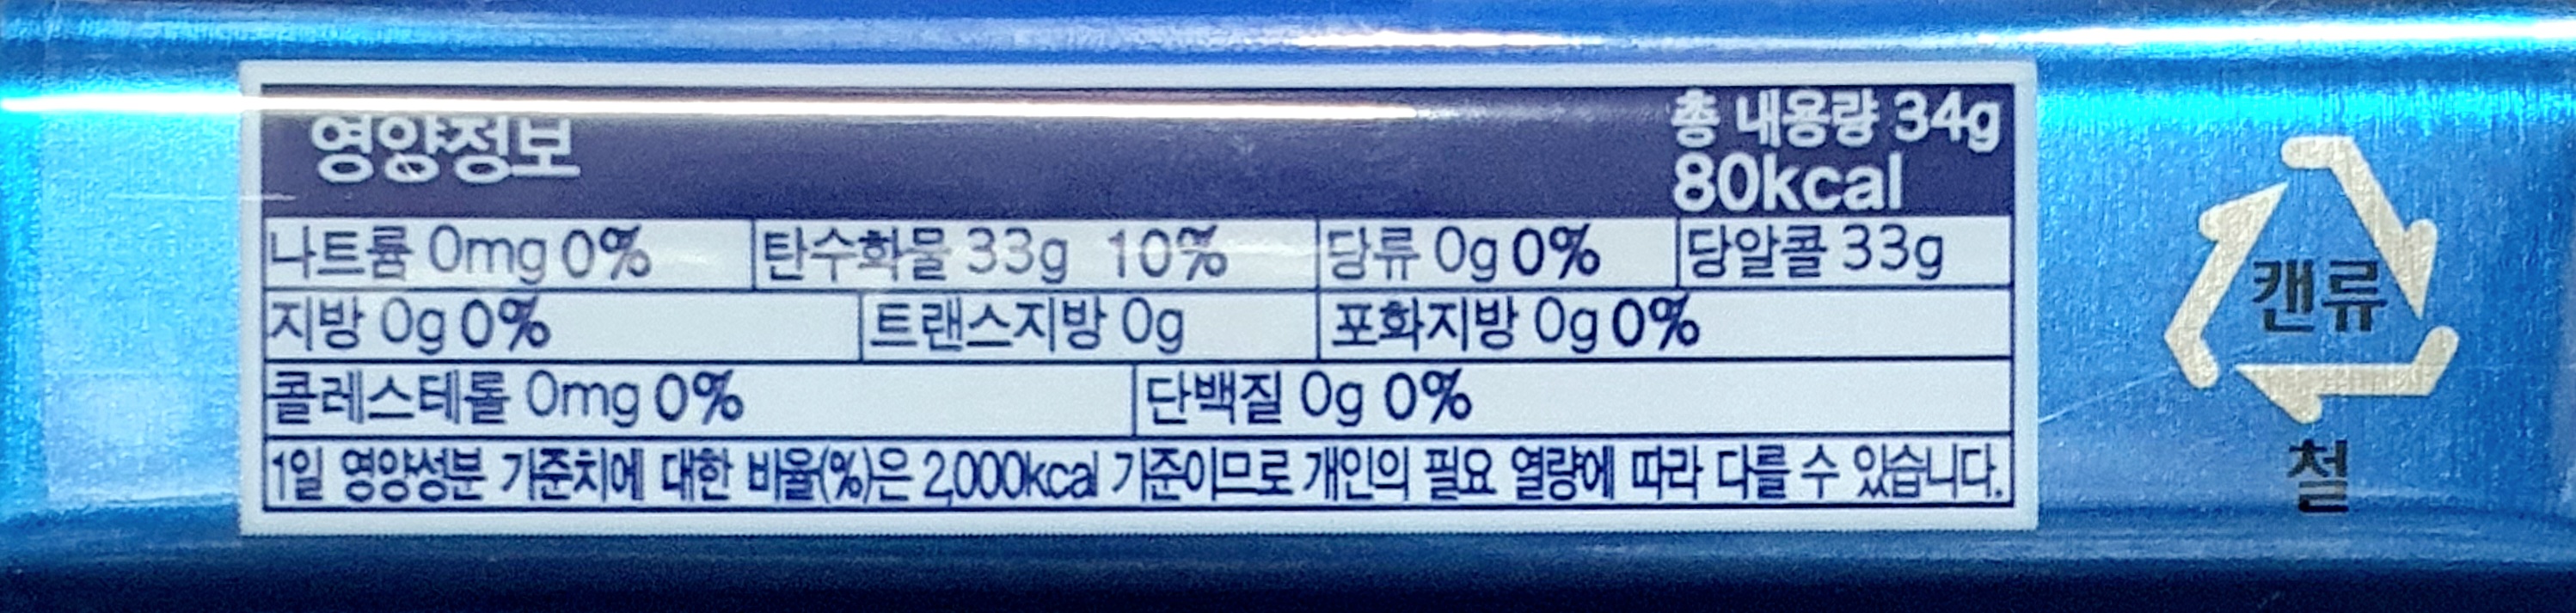 영양정보
총 내용량 34g
80kcal
나트륨 0mg 0% 탄수화물 33g 10% 당류 0g 0% 당알콜 33g
지방 0g 0% 트랜스지방 0g 포화지방 0g 0%
콜레스테롤 0mg 0% 단백질 0g 0%
1일 영양성분 기준치에 대한 비율(%)은 2,000kcal 기준이므로 개인의 필요 열량에 따라 다를 수 있습니다.
캔류
철